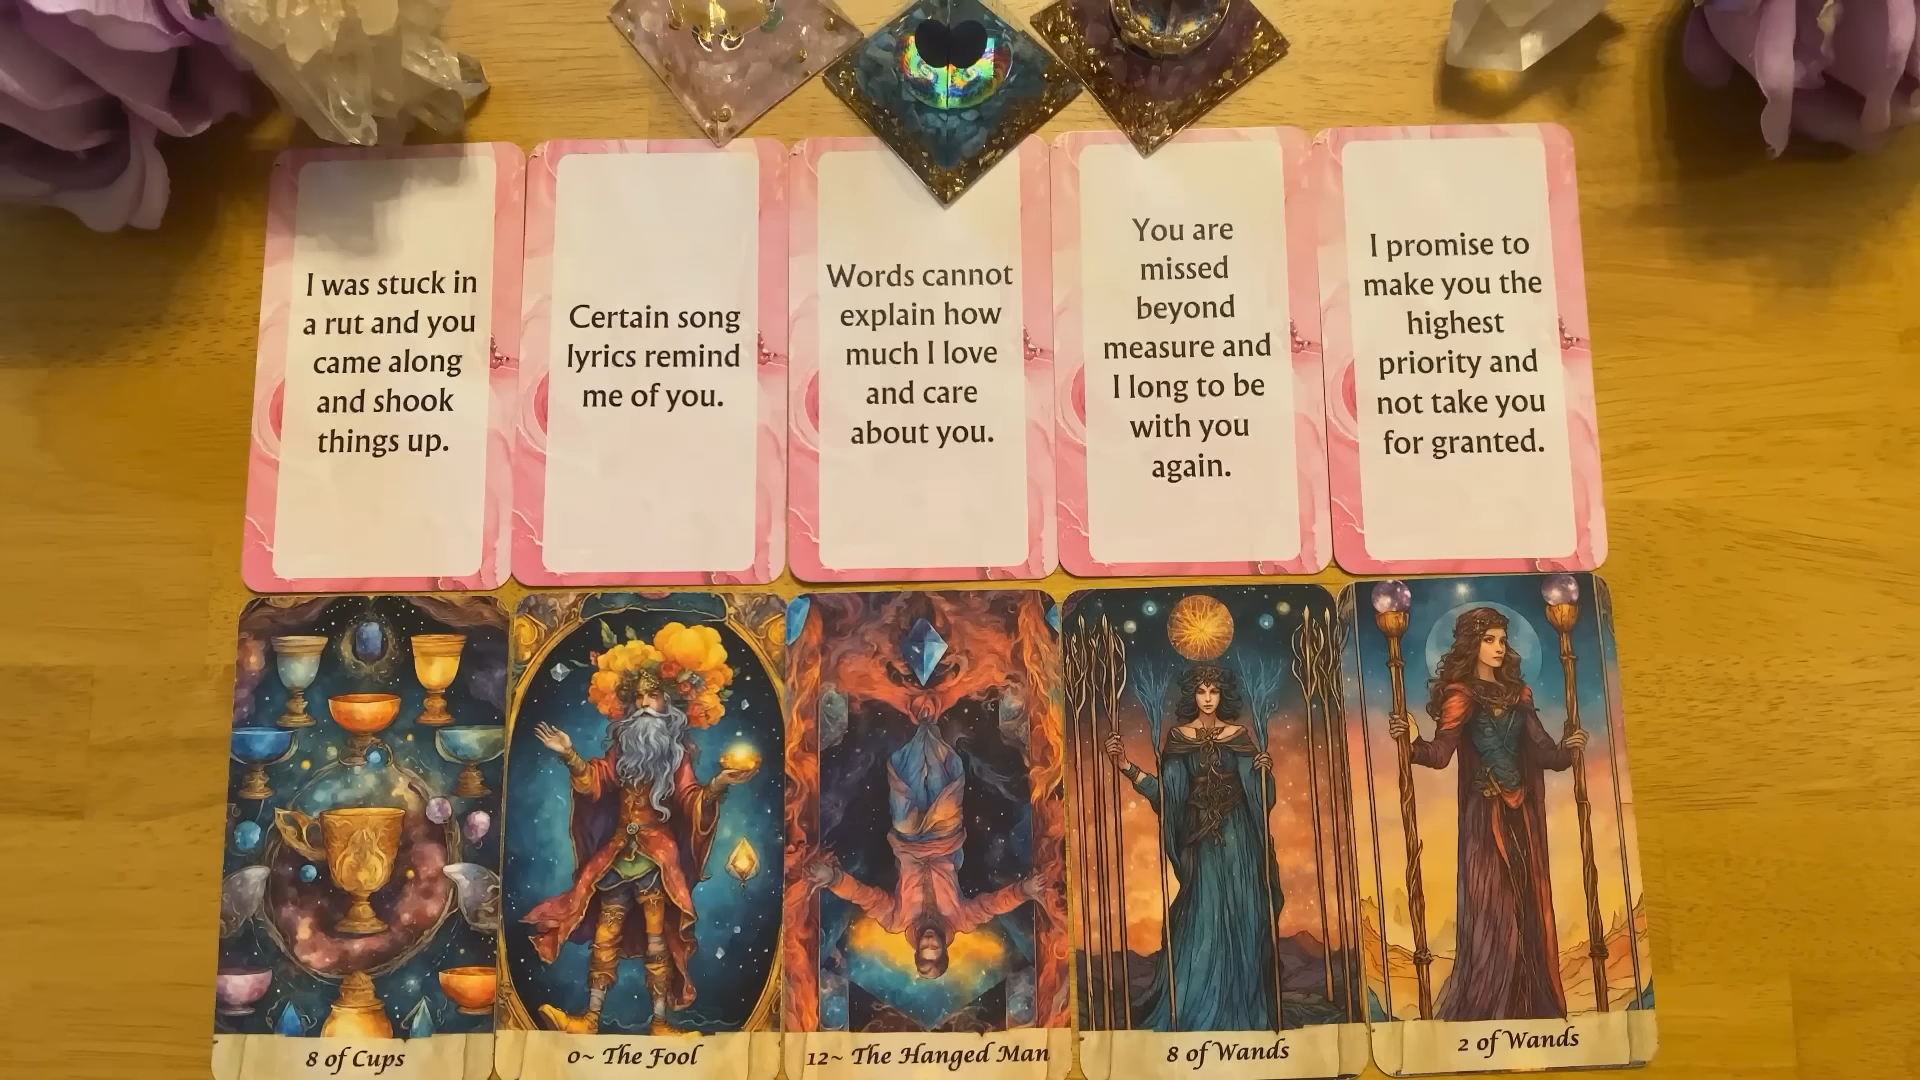 I was stuck in
a rut and you
came along
and shook
things up.
Certain song
lyrics remind
me of you.
Words cannot
explain how
much I love
and care
about you.
You are
missed
beyond
measure and
I long to be
with you
again.
I promise to
make you the
highest
priority and
not take you
for granted.
8 of Cups
0~ The Fool
12~ The Hanged Man
8 of Wands
2 of Wands